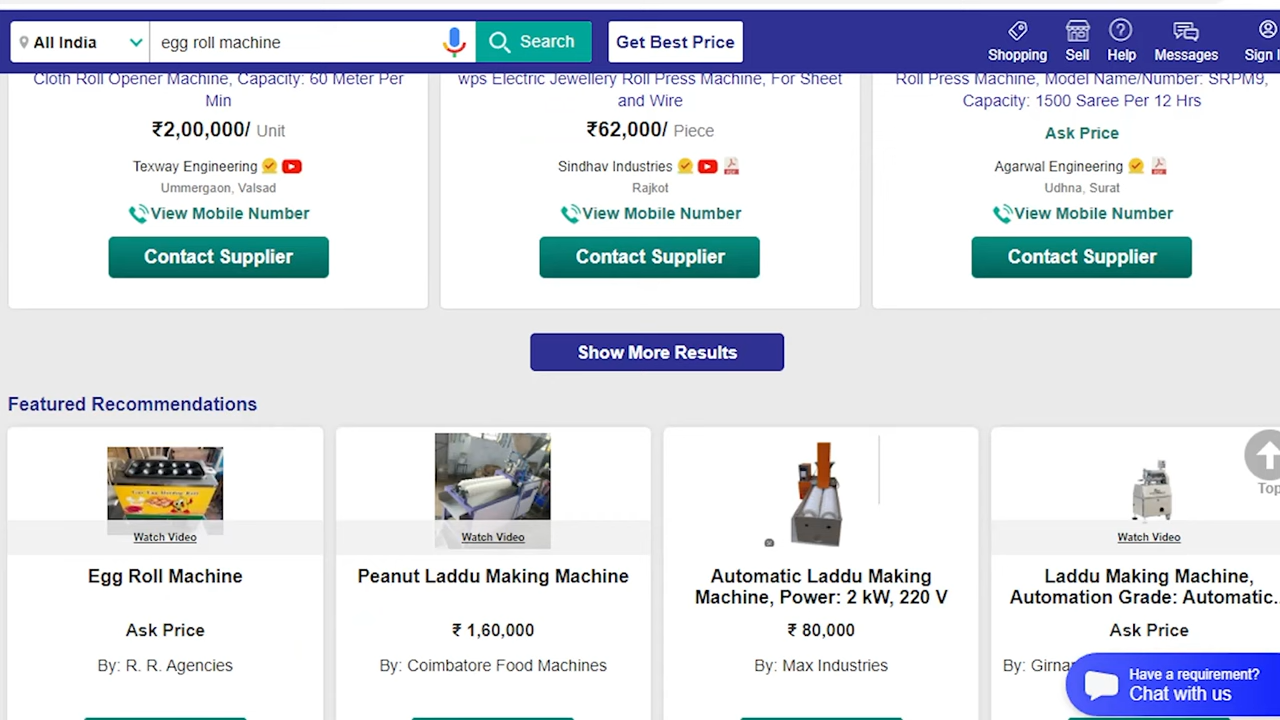 All India
egg roll machine
Search
Get Best Price
Shopping
Sell
Help
Messages
Sign
Cloth Roll Opener Machine, Capacity: 60 Meter Per
Min
₹2,00,000/ Unit
Texway Engineering
Ummergaon, Valsad
View Mobile Number
Contact Supplier
wps Electric Jewellery Roll Press Machine, For Sheet
and Wire
₹62,000/ Piece
Sindhav Industries
Rajkot
View Mobile Number
Contact Supplier
Roll Press Machine, Model Name/Number: SRPM9,
Capacity: 1500 Saree Per 12 Hrs
Ask Price
Agarwal Engineering
Udhna, Surat
View Mobile Number
Contact Supplier
Show More Results
Featured Recommendations
Top
Watch Video
Egg Roll Machine
Ask Price
By: R. R. Agencies
Watch Video
Peanut Laddu Making Machine
₹ 1,60,000
By: Coimbatore Food Machines
Automatic Laddu Making
Machine, Power: 2 kW, 220 V
₹ 80,000
By: Max Industries
Watch Video
Laddu Making Machine,
Automation Grade: Automatic..
Ask Price
By: Girna
Have a requirement?
Chat with us